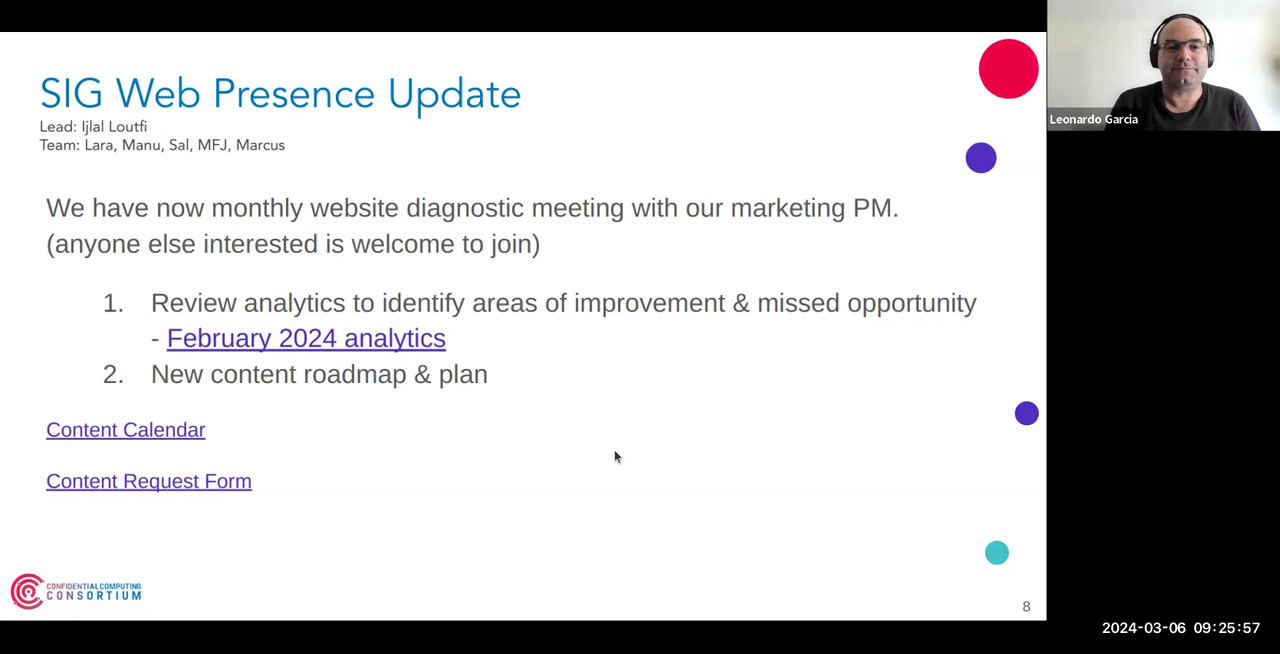 SIG Web Presence Update
Lead: Ijlal Loutfi
Team: Lara, Manu, Sal, MFJ, Marcus
We have now monthly website diagnostic meeting with our marketing PM.
(anyone else interested is welcome to join)
1. Review analytics to identify areas of improvement & missed opportunity
- February 2024 analytics
2. New content roadmap & plan
Content Calendar
Content Request Form
CONFIDENTIAL COMPUTING
CONSORTIUM
8
Leonardo Garcia
2024-03-06 09:25:57